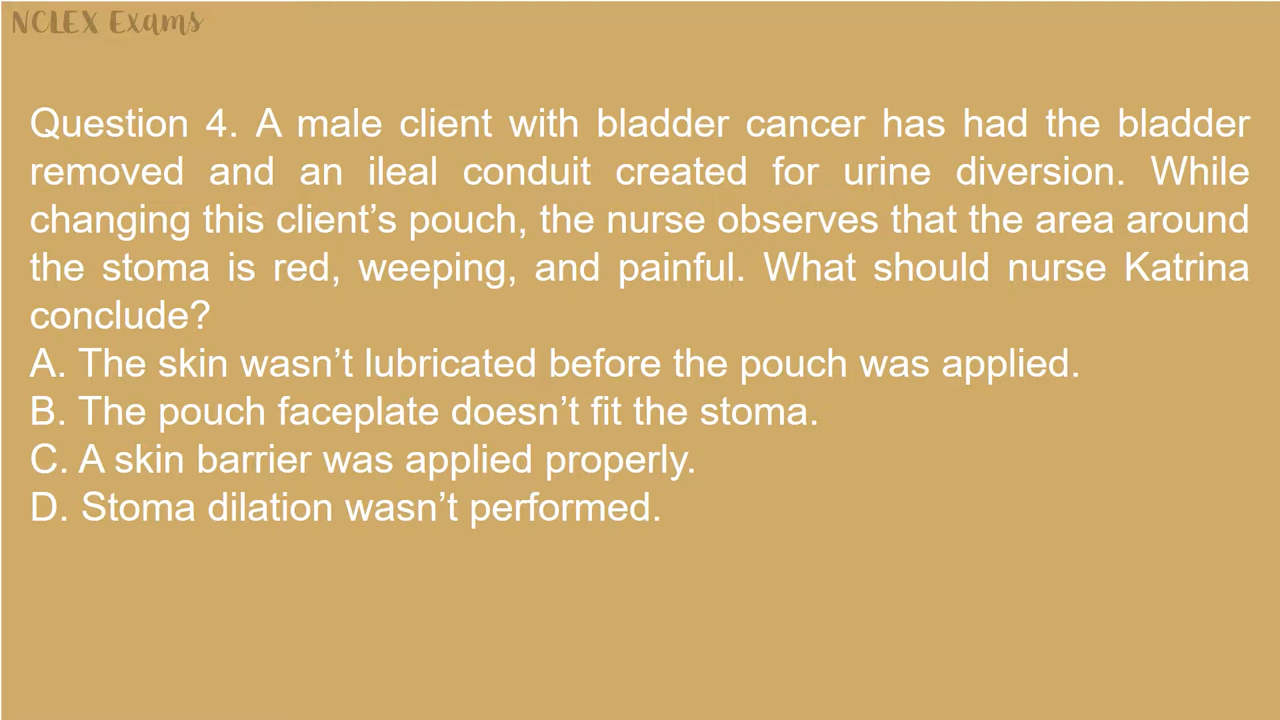 NCLEX Exams
Question 4. A male client with bladder cancer has had the bladder
removed and an ileal conduit created for urine diversion. While
changing this client’s pouch, the nurse observes that the area around
the stoma is red, weeping, and painful. What should nurse Katrina
conclude?
A. The skin wasn’t lubricated before the pouch was applied.
B. The pouch faceplate doesn’t fit the stoma.
C. A skin barrier was applied properly.
D. Stoma dilation wasn’t performed.